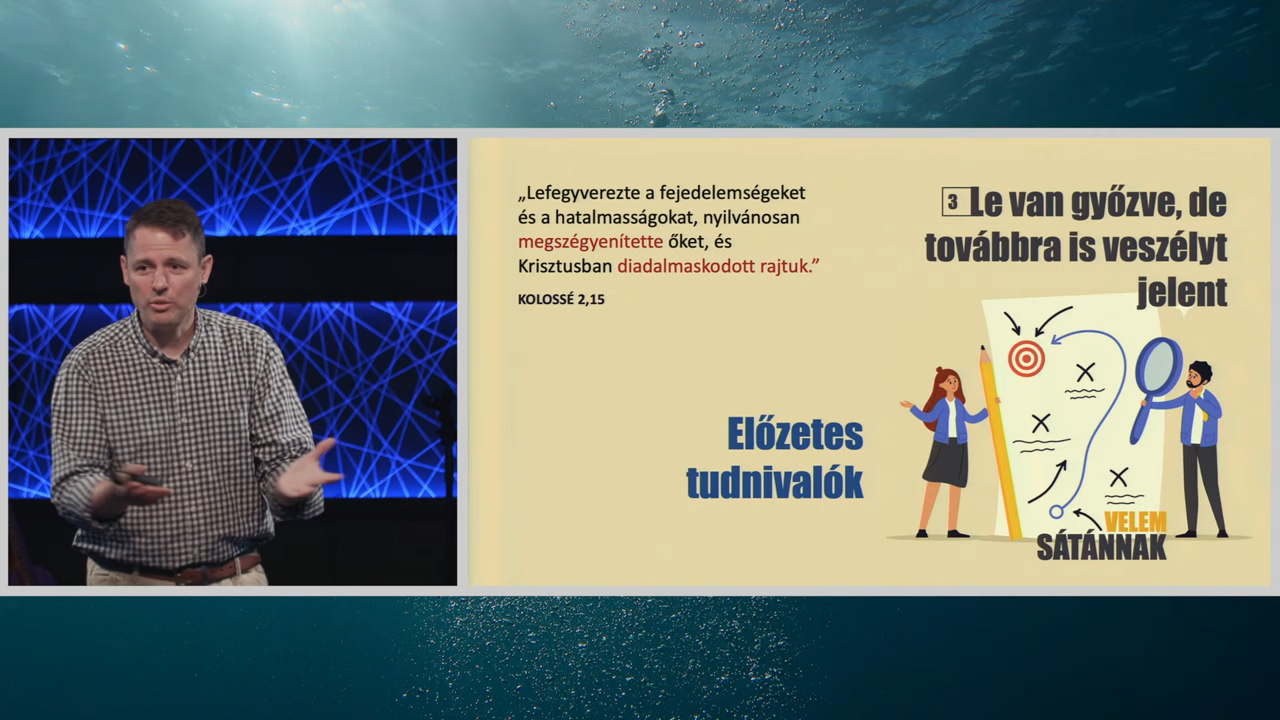 „Lefegyverezte a fejedelemségeket
és a hatalmasságokat, nyilvánosan
megszégyenítette őket, és
Krisztusban diadalmaskodott rajtuk.”
KOLOSSÉ 2,15
3 Le van győzve, de
továbbra is veszélyt
jelent
Előzetes
tudnivalók
VELEM
SÁTÁNNAK